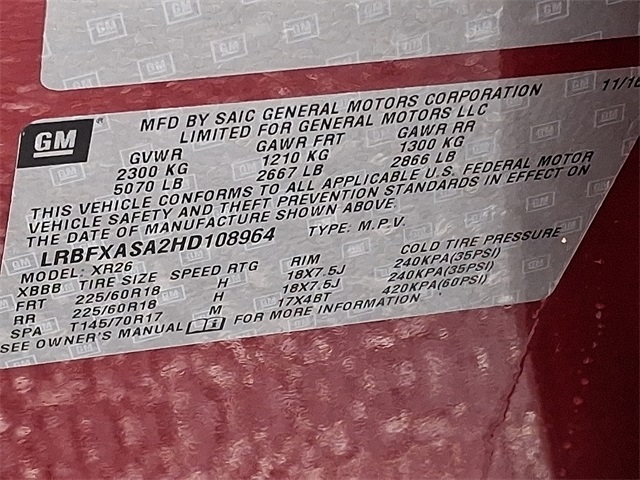 11/16
GM
MFD BY SAIC GENERAL MOTORS CORPORATION
LIMITED FOR GENERAL MOTORS LLC
GVWR GAWR FRT GAWR RR
2300 KG 1210 KG 1300 KG
5070 LB 2667 LB 2866 LB
THIS VEHICLE CONFORMS TO ALL APPLICABLE U.S. FEDERAL MOTOR
VEHICLE SAFETY AND THEFT PREVENTION STANDARDS IN EFFECT ON
THE DATE OF MANUFACTURE SHOWN ABOVE.
LRBFXASA2HD108964 TYPE: M.P.V.
MODEL: XR26
XBBB TIRE SIZE SPEED RTG RIM COLD TIRE PRESSURE
FRT 225/60R18 H 18X7.5J 240KPA(35PSI)
RR 225/60R18 H 18X7.5J 240KPA(35PSI)
SPA T145/70R17 M 17X4BT 420KPA(60PSI)
SEE OWNER'S MANUAL FOR MORE INFORMATION